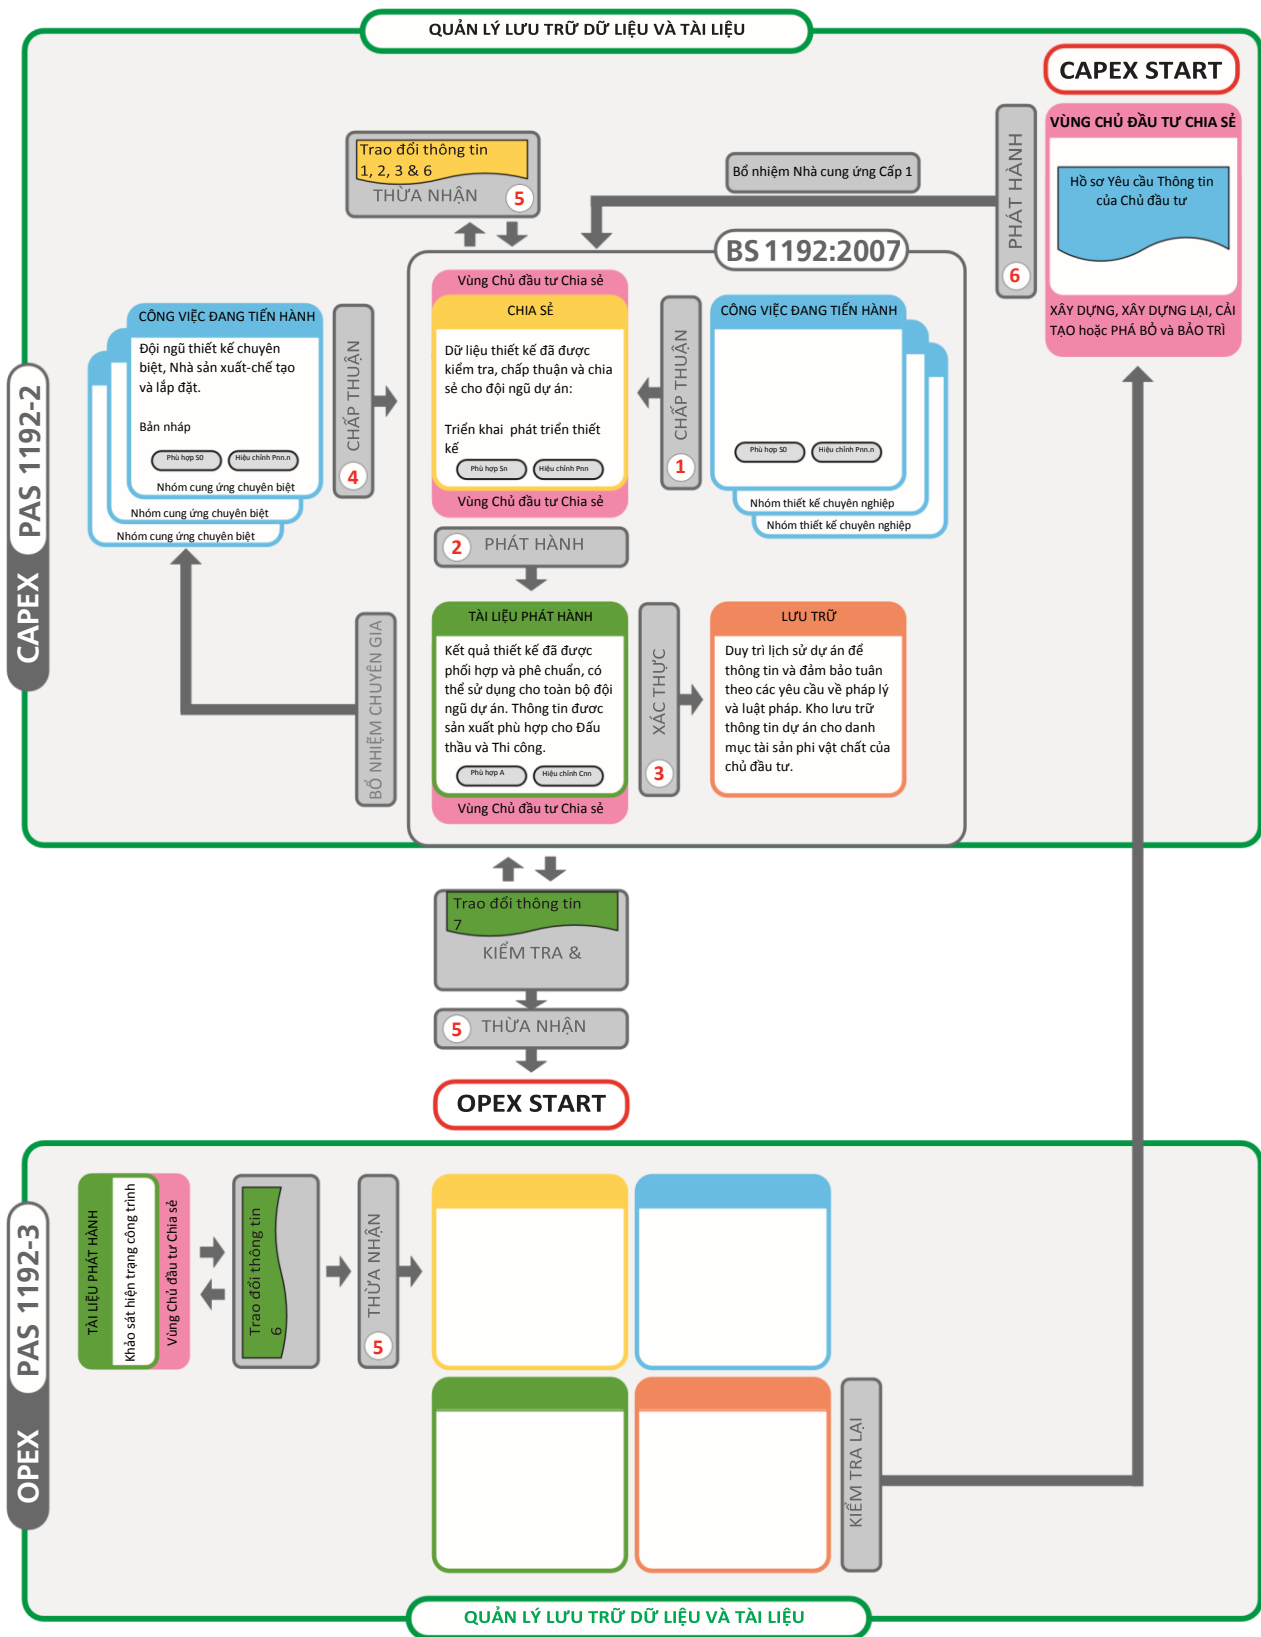 QUẢN LÝ LƯU TRỮ DỮ LIỆU VÀ TÀI LIỆU
CAPEX START
VÙNG CHỦ ĐẦU TƯ CHIA SẺ
Hồ sơ Yêu cầu Thông tin
của Chủ đầu tư
XÂY DỰNG, XÂY DỰNG LẠI, CẢI
TẠO hoặc PHÁ BỎ và BẢO TRÌ
PHÁT HÀNH
6
Bổ nhiệm Nhà cung ứng Cấp 1
Trao đổi thông tin
1, 2, 3 & 6
THỪA NHẬN
5
BS 1192:2007
CAPEX PAS 1192-2
CÔNG VIỆC ĐANG TIẾN HÀNH
Đội ngũ thiết kế chuyên
biệt, Nhà sản xuất-chế tạo
và lắp đặt.
Bản nháp
Phù hợp S0
Hiệu chỉnh Pnn.n
Nhóm cung ứng chuyên biệt
Nhóm cung ứng chuyên biệt
Nhóm cung ứng chuyên biệt
CHẤP THUẬN
4
Vùng Chủ đầu tư Chia sẻ
CHIA SẺ
Dữ liệu thiết kế đã được
kiểm tra, chấp thuận và chia
sẻ cho đội ngũ dự án:
Triển khai phát triển thiết
kế
Phù hợp Sn
Hiệu chỉnh Pnn
Vùng Chủ đầu tư Chia sẻ
CHẤP THUẬN
1
CÔNG VIỆC ĐANG TIẾN HÀNH
Phù hợp S0
Hiệu chỉnh Pnn.n
Nhóm thiết kế chuyên nghiệp
Nhóm thiết kế chuyên nghiệp
2 PHÁT HÀNH
BỔ NHIỆM CHUYÊN GIA
TÀI LIỆU PHÁT HÀNH
Kết quả thiết kế đã được
phối hợp và phê chuẩn, có
thể sử dụng cho toàn bộ đội
ngũ dự án. Thông tin đươc
sản xuất phù hợp cho Đấu
thầu và Thi công.
Phù hợp A
Hiệu chỉnh Cnn
Vùng Chủ đầu tư Chia sẻ
XÁC THỰC
3
LƯU TRỮ
Duy trì lịch sử dự án để
thông tin và đảm bảo tuân
theo các yêu cầu về pháp lý
và luật pháp. Kho lưu trữ
thông tin dự án cho danh
mục tài sản phi vật chất của
chủ đầu tư.
Trao đổi thông tin
7
KIỂM TRA &
5 THỪA NHẬN
OPEX START
OPEX PAS 1192-3
TÀI LIỆU PHÁT HÀNH
Khảo sát hiện trạng công trình
Vùng Chủ đầu tư Chia sẻ
Trao đổi thông tin
6
THỪA NHẬN
5
KIỂM TRA LẠI
QUẢN LÝ LƯU TRỮ DỮ LIỆU VÀ TÀI LIỆU